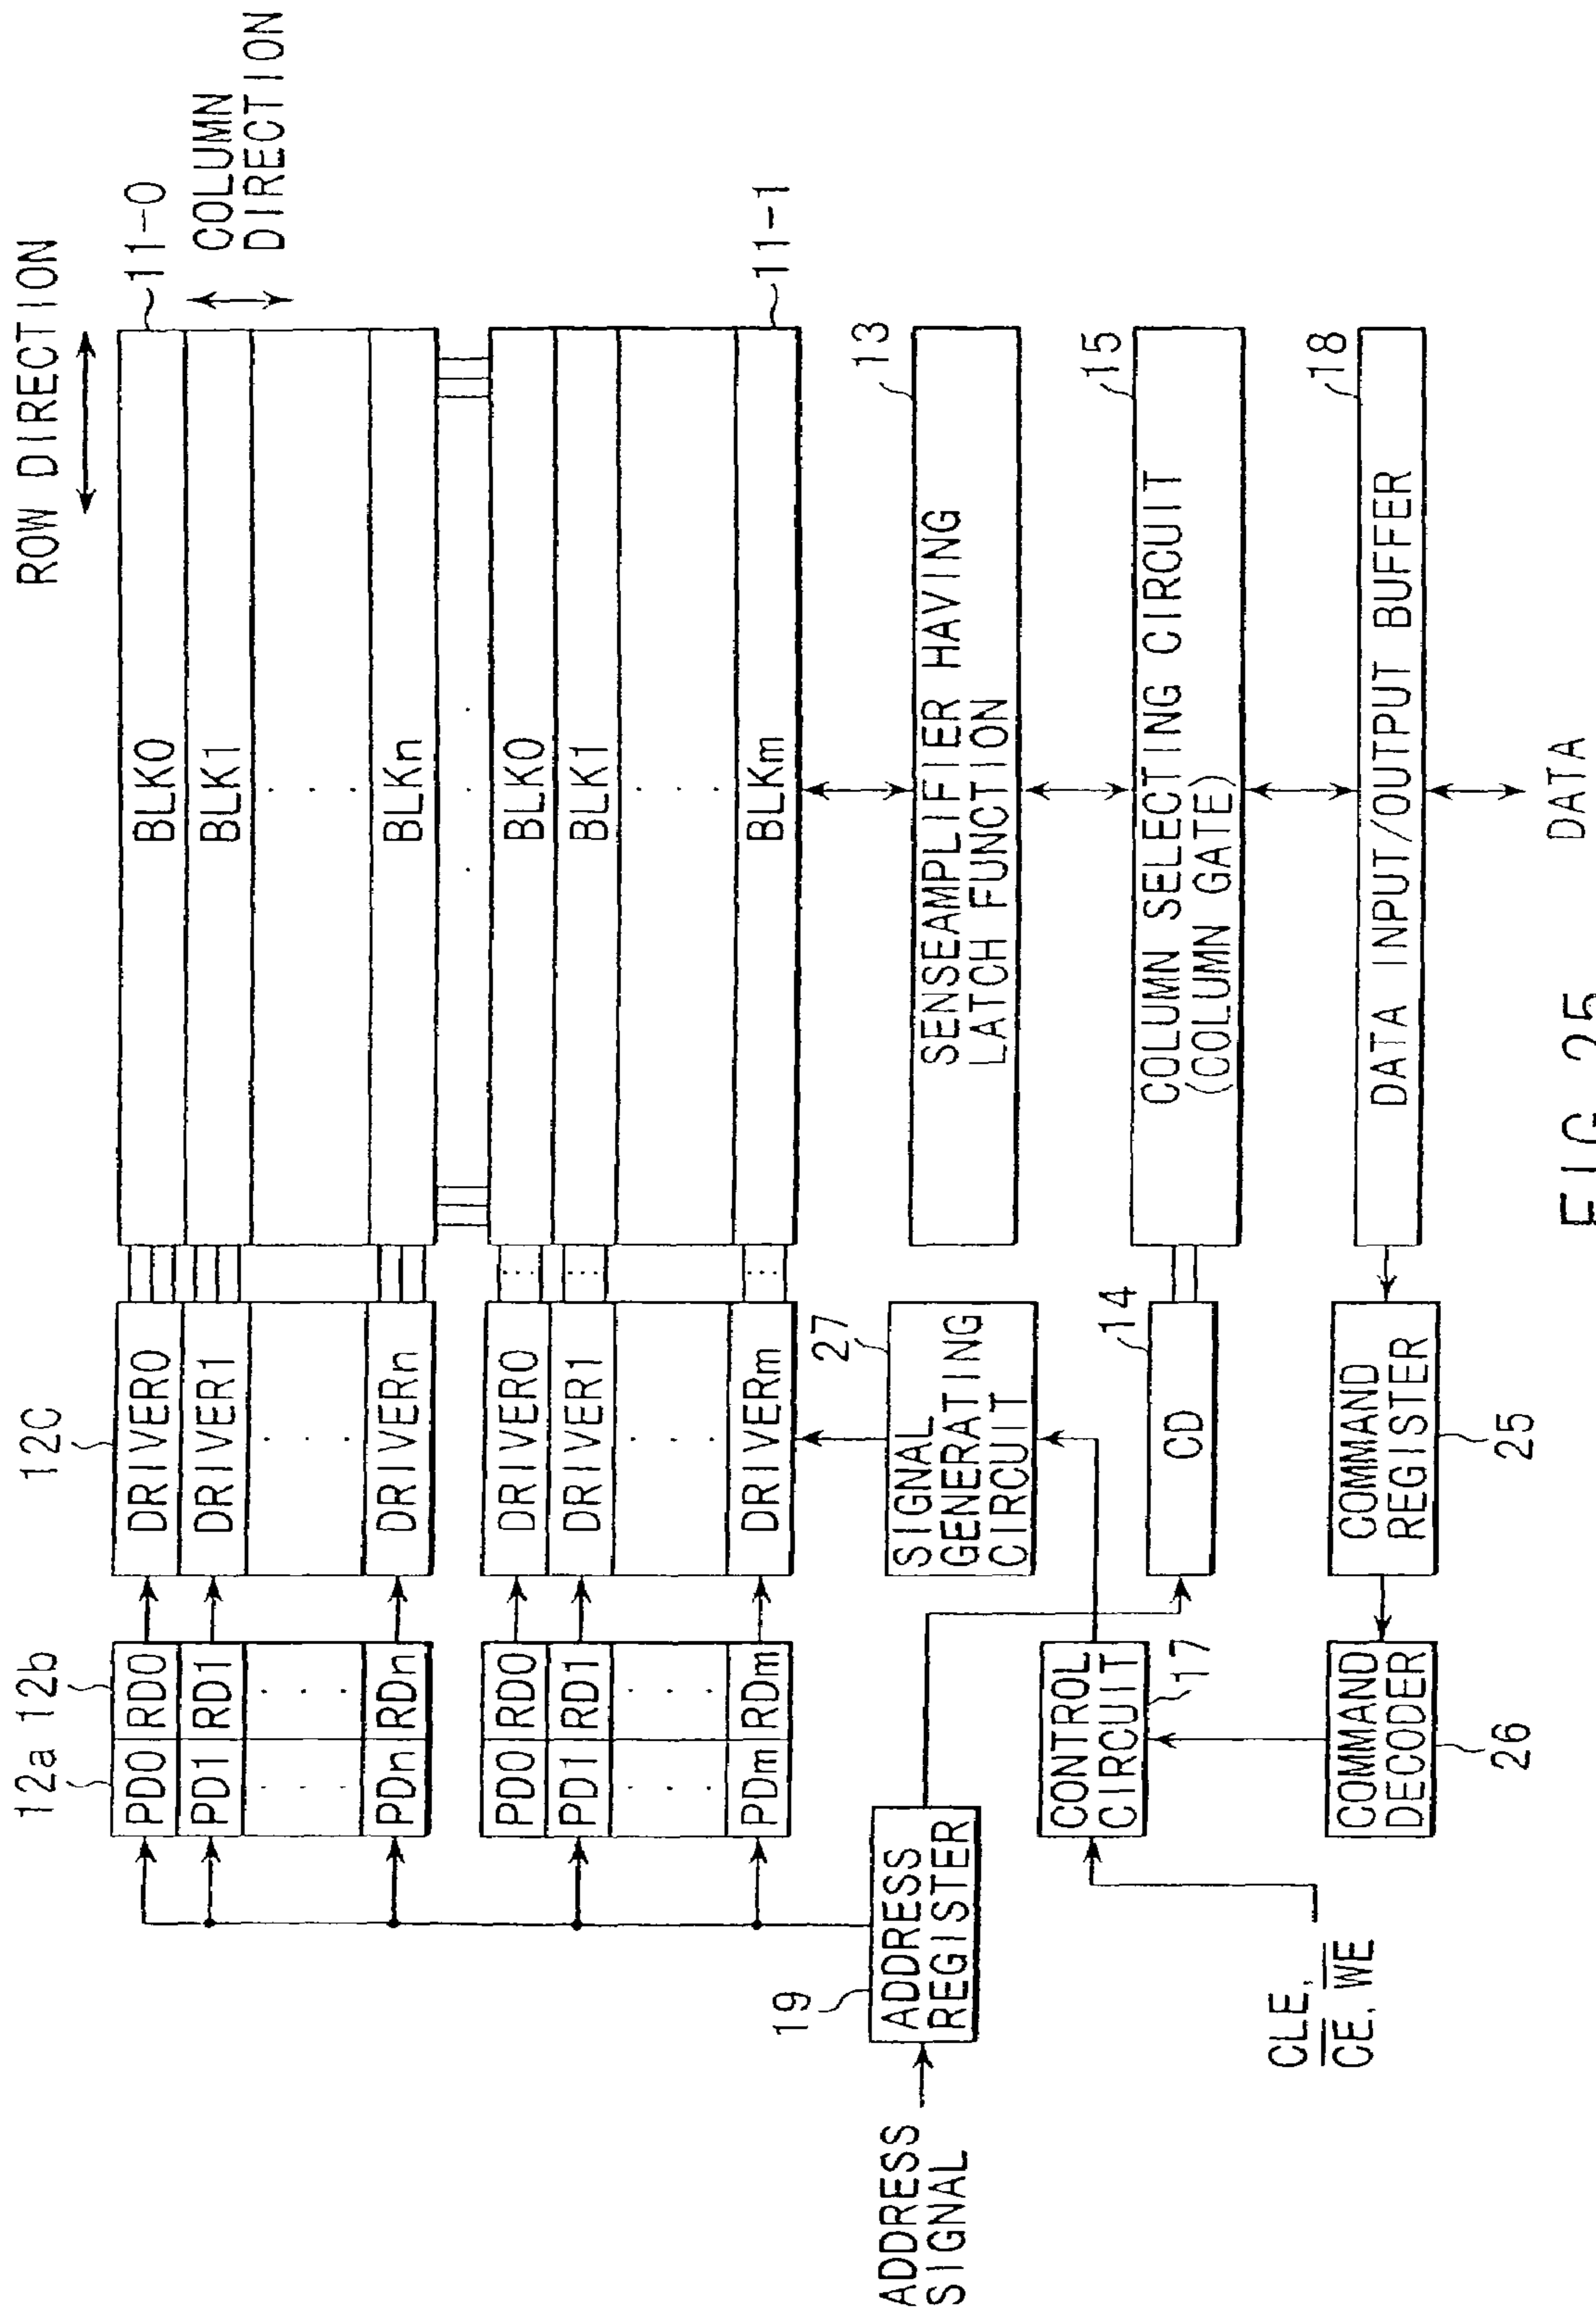 ROW DIRECTION
COLUMN
DIRECTION
11-0
11-1
12a 12b
12C
PD0 RD0
PD1 RD1
. . . . . .
PDn RDn
DRIVER0
DRIVER1
. . .
DRIVERn
BLK0
BLK1
. . . .
BLKn
. . .
PD0 RD0
PD1 RD1
. . . . . .
PDm RDm
DRIVER0
DRIVER1
. . .
DRIVERm
BLK0
BLK1
. . . .
BLKm
ADDRESS
SIGNAL
19
ADDRESS
REGISTER
27
SIGNAL
GENERATING
CIRCUIT
13
SENSEAMPLIFIER HAVING
LATCH FUNCTION
CONTROL
CIRCUIT
17
14
CD
15
COLUMN SELECTING CIRCUIT
(COLUMN GATE)
CLE,
CE, WE
COMMAND
DECODER
26
COMMAND
REGISTER
25
18
DATA INPUT/OUTPUT BUFFER
DATA
FIG. 25